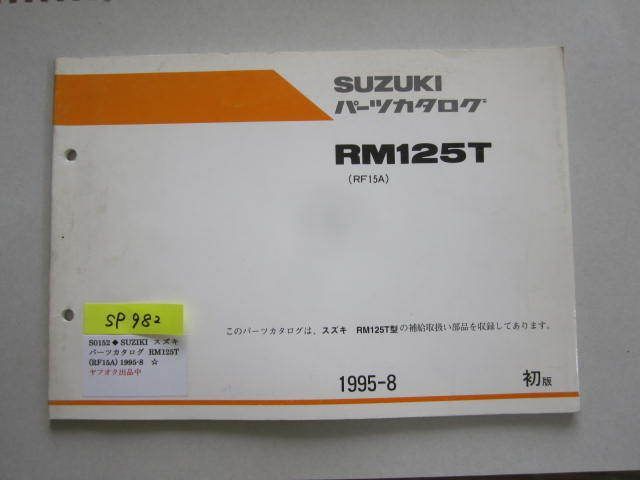 SUZUKI
パーツカタログ
RM125T
(RF15A)
このパーツカタログは、スズキ RM125T型の補給取扱い部品を収録してあります。
SP982
S0152◆SUZIKI スズキ
パーツカタログ RM125T
(RF15A) 1995-8 ☆
ヤフオク出品中
1995-8
初版